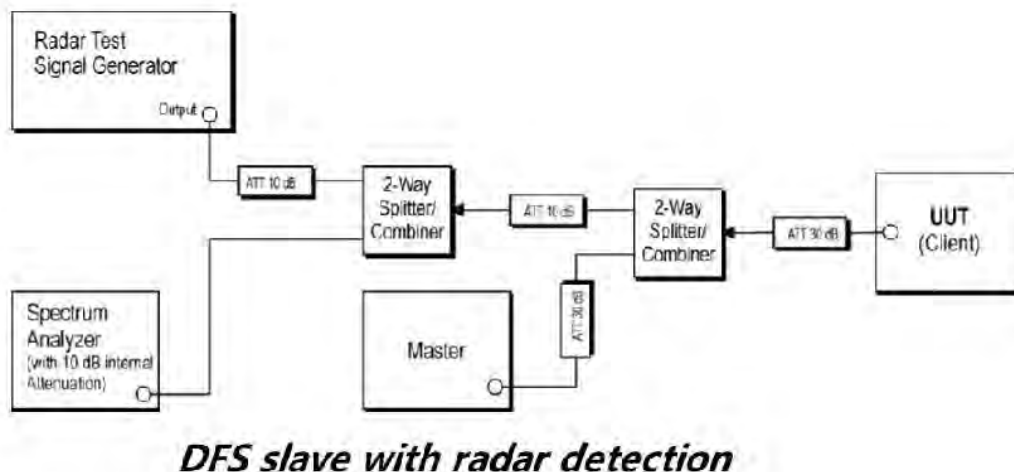 Radar Test
Signal Generator
Output
ATT 10 dB
2-Way
Splitter/
Combiner
ATT 10 dB
2-Way
Splitter/
Combiner
ATT 30 dB
UUT
(Client)
Spectrum
Analyzer
(with 10 dB internal
Attenuation)
Master
ATT 30 dB
DFS slave with radar detection